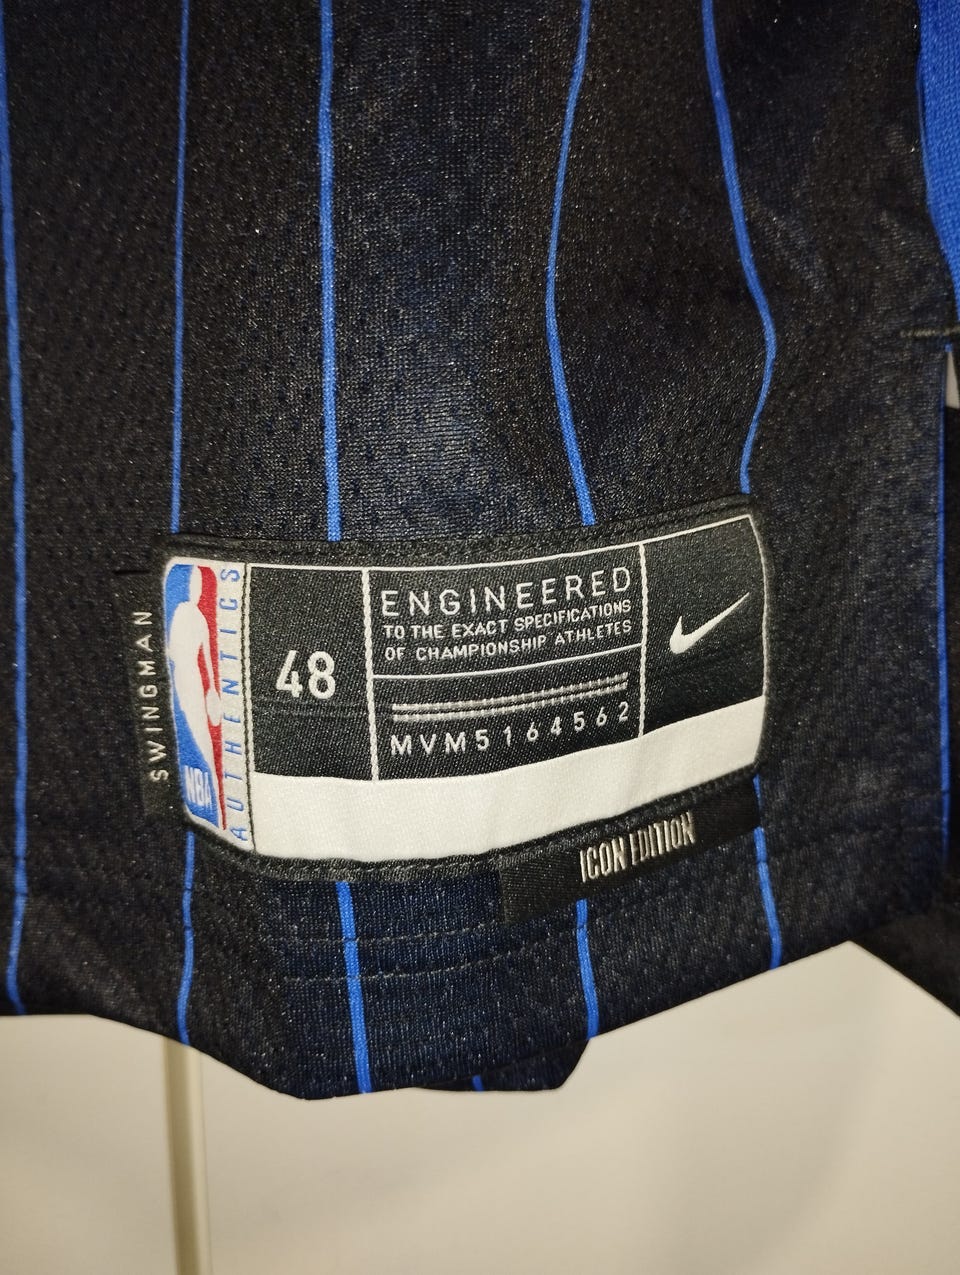 SWINGMAN
NBA
AUTHENTICS
48
ENGINEERED
TO THE EXACT SPECIFICATIONS
OF CHAMPIONSHIP ATHLETES
MVM5164562
ICON EDITION